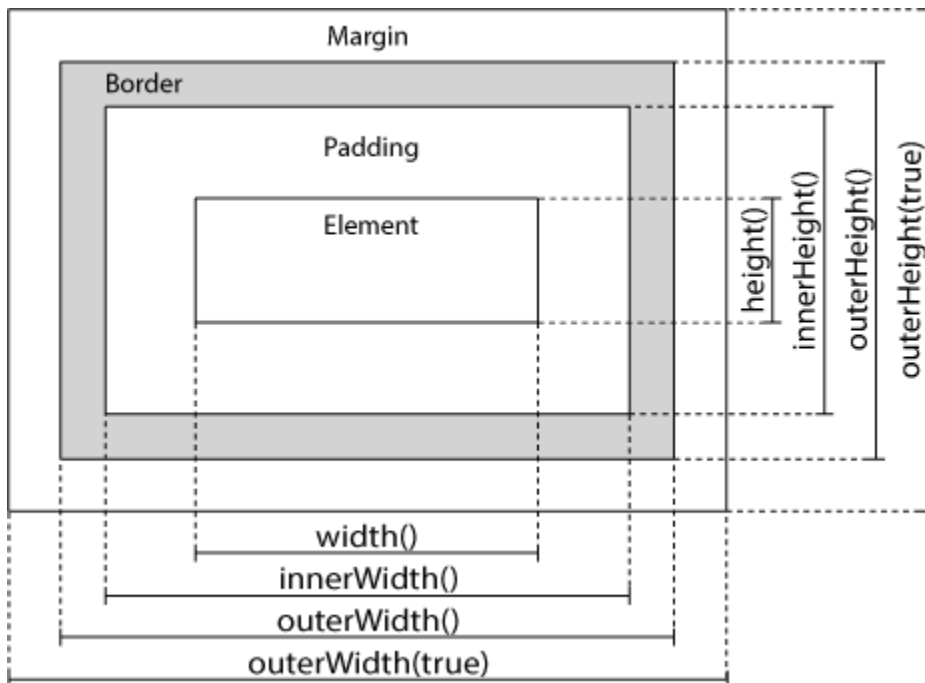 Margin
Border
Padding
Element
height()
innerHeight()
outerHeight()
outerHeight(true)
width()
innerWidth()
outerWidth()
outerWidth(true)